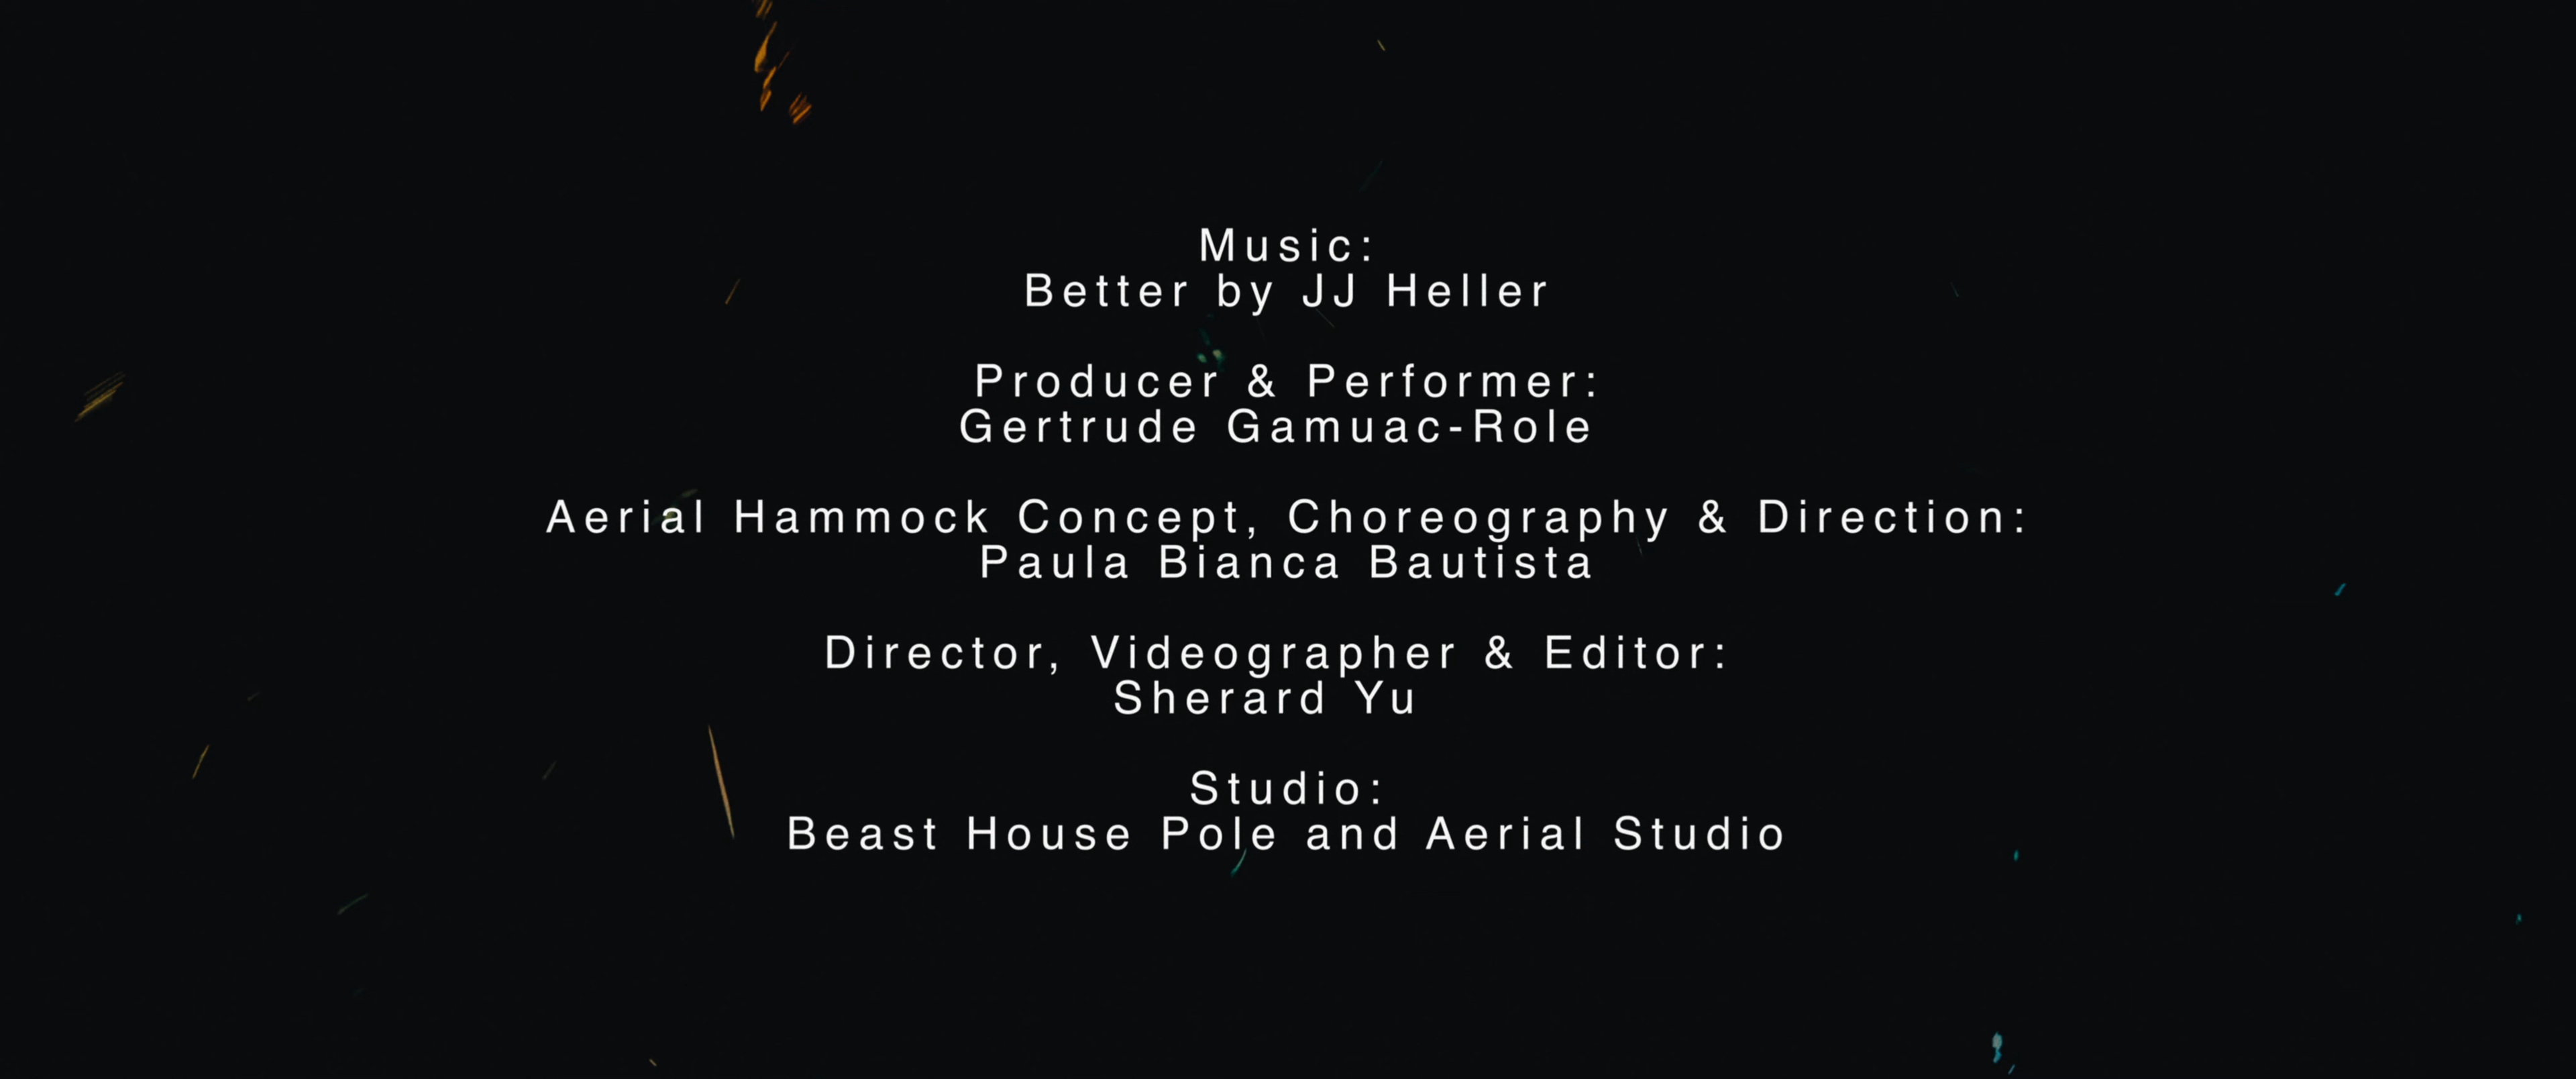 Music:
Better by JJ Heller
Producer & Performer:
Gertrude Gamuac-Role
Aerial Hammock Concept, Choreography & Direction:
Paula Bianca Bautista
Director, Videographer & Editor:
Sherard Yu
Studio:
Beast House Pole and Aerial Studio